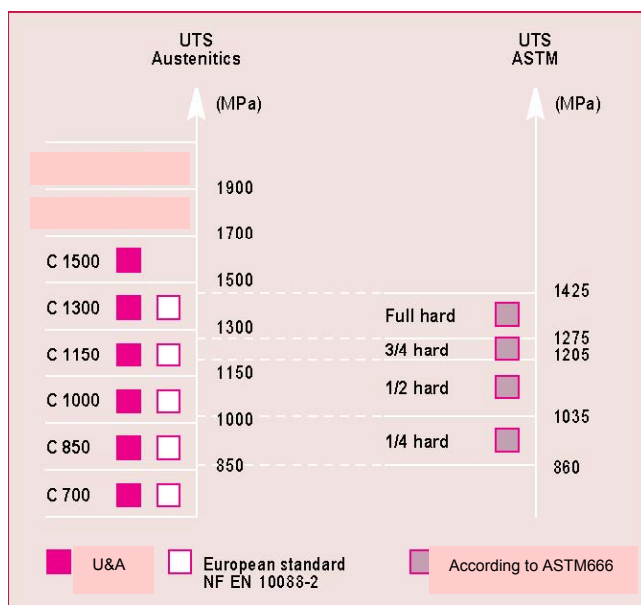 UTS
Austenitics
UTS
ASTM
(MPa)
(MPa)
1900
1700
C 1500
1500
C 1300
1425
Full hard
1300
1275
C 1150
3/4 hard
1205
1150
1/2 hard
C 1000
1035
1000
C 850
1/4 hard
850
860
C 700
U&A
European standard
NF EN 10088-2
According to ASTM666